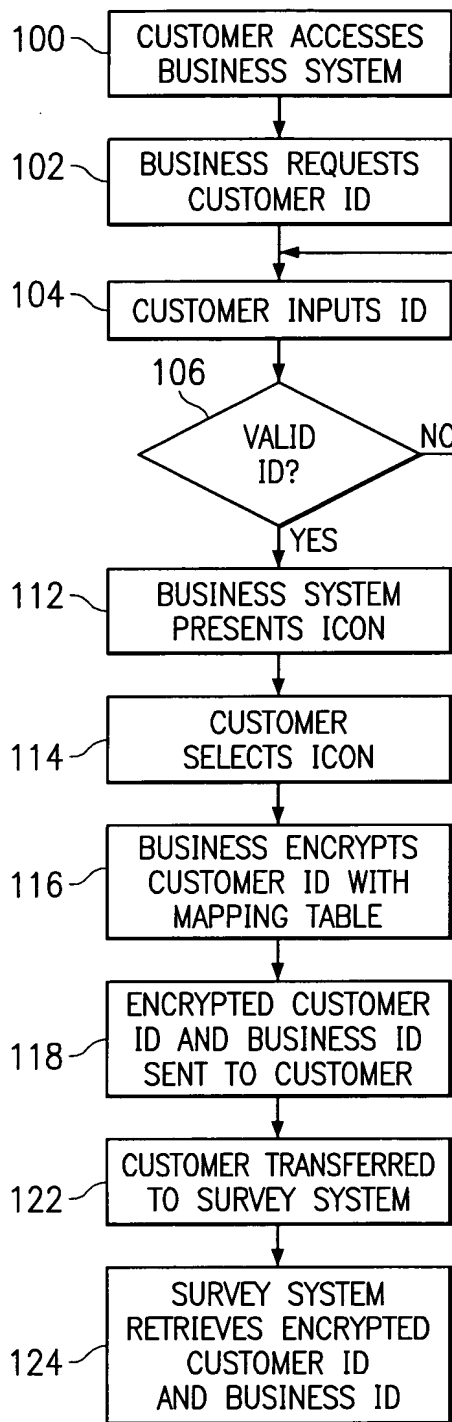 100
CUSTOMER ACCESSES
BUSINESS SYSTEM
102
BUSINESS REQUESTS
CUSTOMER ID
104
CUSTOMER INPUTS ID
106
VALID
ID?
NO
YES
112
BUSINESS SYSTEM
PRESENTS ICON
114
CUSTOMER
SELECTS ICON
116
BUSINESS ENCRYPTS
CUSTOMER ID WITH
MAPPING TABLE
118
ENCRYPTED CUSTOMER
ID AND BUSINESS ID
SENT TO CUSTOMER
122
CUSTOMER TRANSFERRED
TO SURVEY SYSTEM
124
SURVEY SYSTEM
RETRIEVES ENCRYPTED
CUSTOMER ID
AND BUSINESS ID